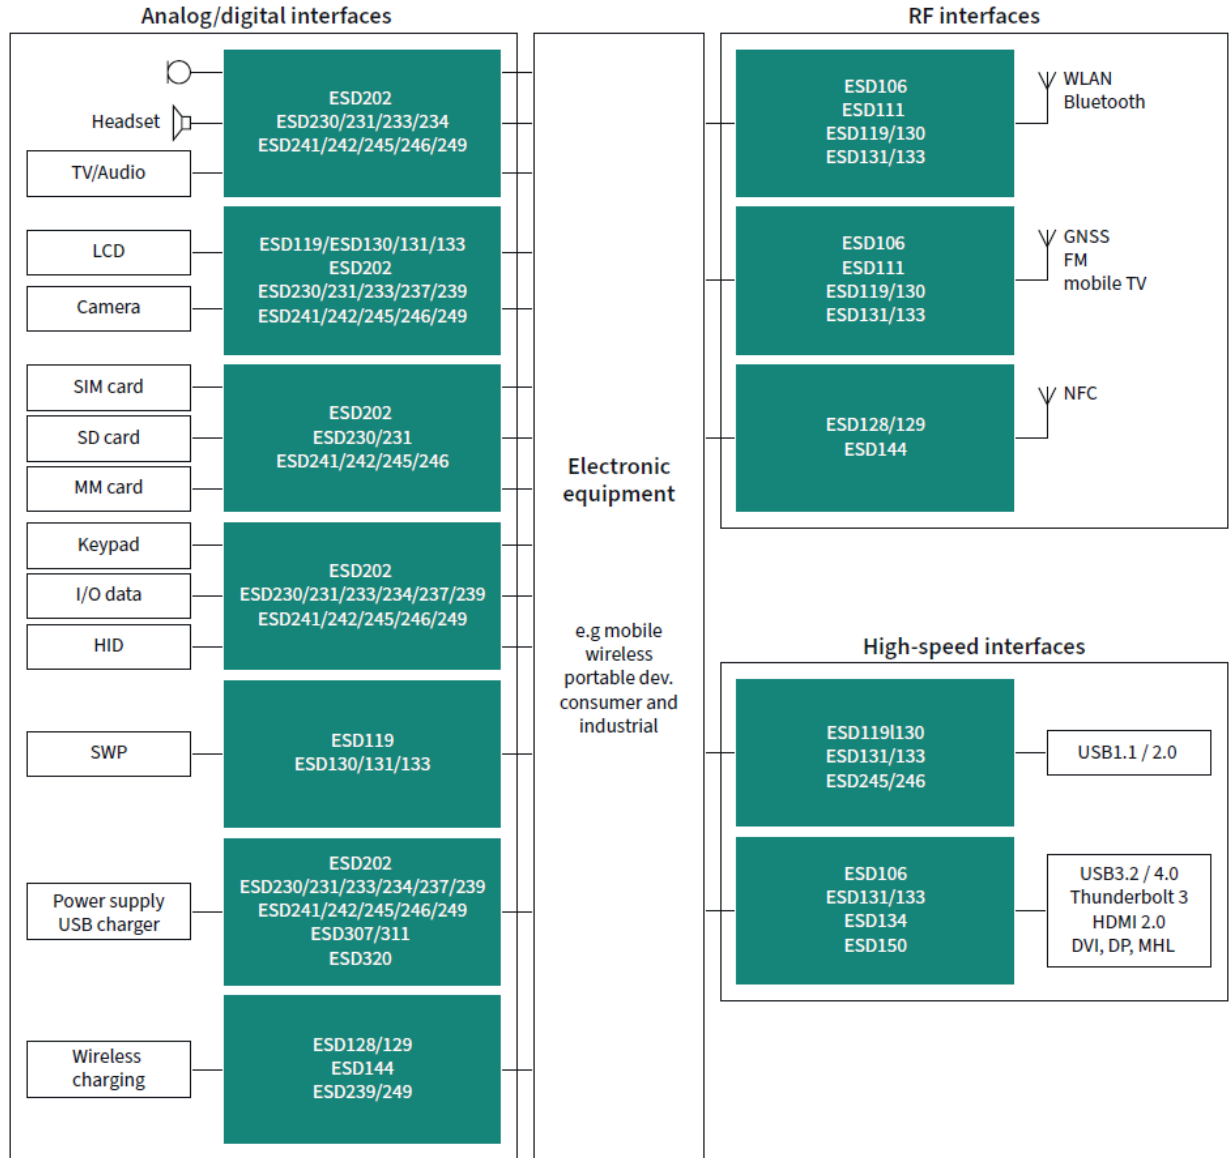 Analog/digital interfaces
Headset
TV/Audio
ESD202
ESD230/231/233/234
ESD241/242/245/246/249
LCD
Camera
ESD119/ESD130/131/133
ESD202
ESD230/231/233/237/239
ESD241/242/245/246/249
SIM card
SD card
MM card
ESD202
ESD230/231
ESD241/242/245/246
Keypad
I/O data
HID
ESD202
ESD230/231/233/234/237/239
ESD241/242/245/246/249
SWP
ESD119
ESD130/131/133
Power supply
USB charger
ESD202
ESD230/231/233/234/237/239
ESD241/242/245/246/249
ESD307/311
ESD320
Wireless
charging
ESD128/129
ESD144
ESD239/249
Electronic
equipment
e.g mobile
wireless
portable dev.
consumer and
industrial
RF interfaces
ESD106
ESD111
ESD119/130
ESD131/133
WLAN
Bluetooth
ESD106
ESD111
ESD119/130
ESD131/133
GNSS
FM
mobile TV
ESD128/129
ESD144
NFC
High-speed interfaces
ESD119l130
ESD131/133
ESD245/246
USB1.1 / 2.0
ESD106
ESD131/133
ESD134
ESD150
USB3.2 / 4.0
Thunderbolt 3
HDMI 2.0
DVI, DP, MHL